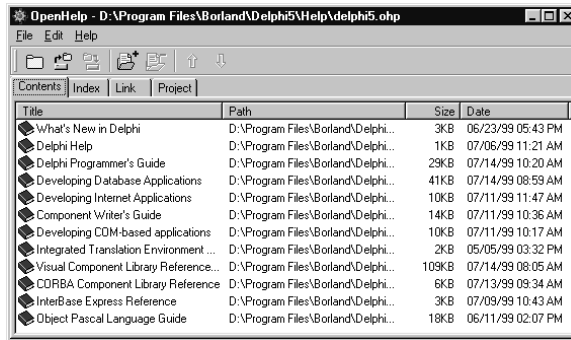 OpenHelp - D:\Program Files\Borland\Delphi5\Help\delphi5.ohp
File Edit Help
Contents Index Link Project
Title Path Size Date
What's New in Delphi D:\Program Files\Borland\Delphi... 3KB 06/23/99 05:43 PM
Delphi Help D:\Program Files\Borland\Delphi... 1KB 07/06/99 11:21 AM
Delphi Programmer's Guide D:\Program Files\Borland\Delphi... 29KB 07/14/99 10:20 AM
Developing Database Applications D:\Program Files\Borland\Delphi... 41KB 07/14/99 08:59 AM
Developing Internet Applications D:\Program Files\Borland\Delphi... 10KB 07/11/99 11:47 AM
Component Writer's Guide D:\Program Files\Borland\Delphi... 14KB 07/11/99 10:36 AM
Developing COM-based applications D:\Program Files\Borland\Delphi... 10KB 07/11/99 10:17 AM
Integrated Translation Environment ... D:\Program Files\Borland\Delphi... 2KB 05/05/99 03:32 PM
Visual Component Library Reference... D:\Program Files\Borland\Delphi... 109KB 07/14/99 08:05 AM
CORBA Component Library Reference D:\Program Files\Borland\Delphi... 6KB 07/13/99 09:34 AM
InterBase Express Reference D:\Program Files\Borland\Delphi... 3KB 07/09/99 10:43 AM
Object Pascal Language Guide D:\Program Files\Borland\Delphi... 18KB 06/11/99 02:07 PM